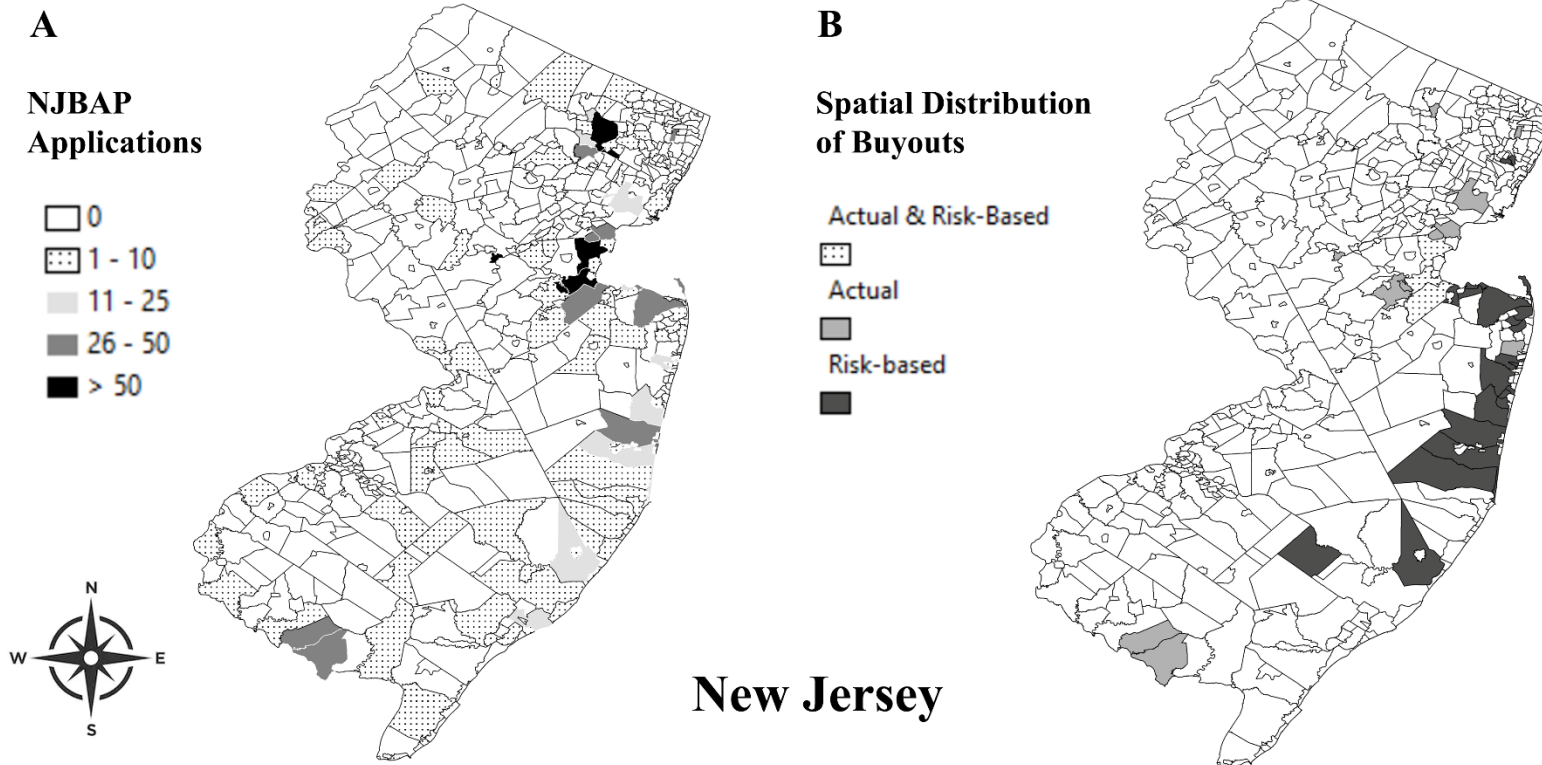 A
NJBAP
Applications
0
1 - 10
11 - 25
26 - 50
> 50
N
W
E
S
B
Spatial Distribution
of Buyouts
Actual & Risk-Based
Actual
Risk-based
New Jersey